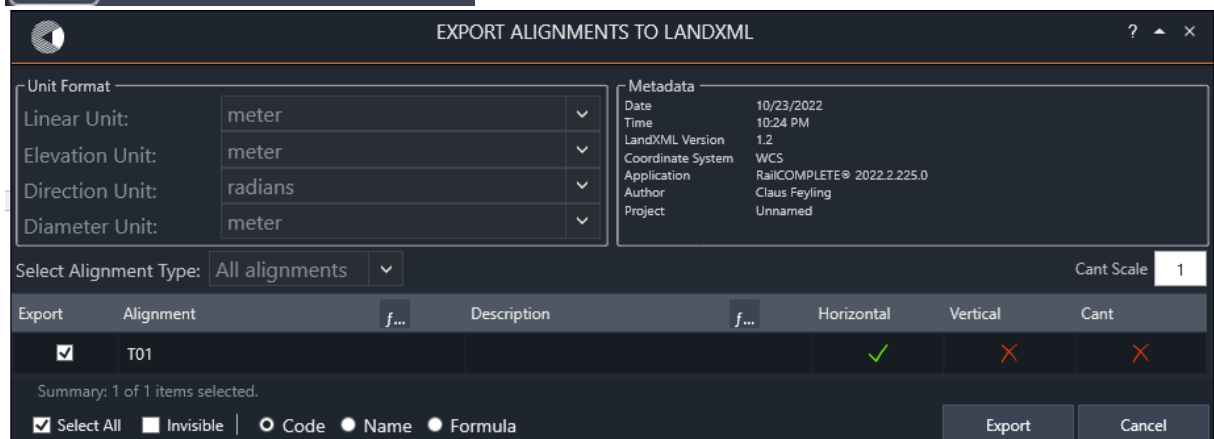 EXPORT ALIGNMENTS TO LANDXML ?
Unit Format
Linear Unit: meter
Elevation Unit: meter
Direction Unit: radians
Diameter Unit: meter
Metadata
Date 10/23/2022
Time 10:24 PM
LandXML Version 1.2
Coordinate System WCS
Application RailCOMPLETE® 2022.2.225.0
Author Claus Feyling
Project Unnamed
Select Alignment Type: All alignments Cant Scale 1
Export Alignment f... Description f... Horizontal Vertical Cant
T01
Summary: 1 of 1 items selected.
Select All Invisible Code Name Formula Export Cancel